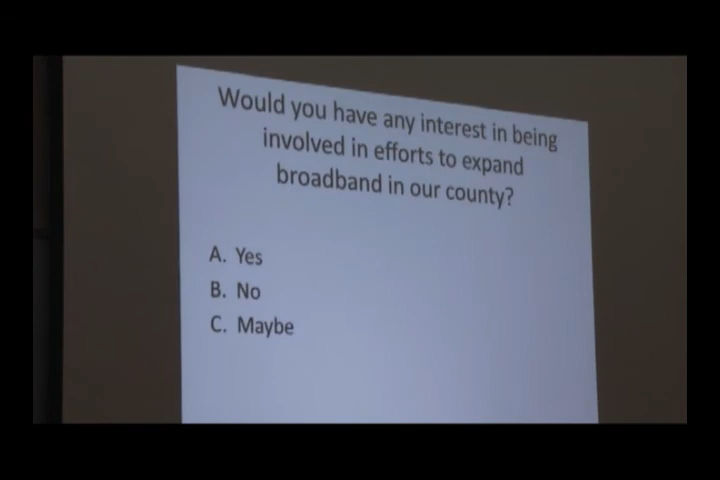 Would you have any interest in being
involved in efforts to expand
broadband in our county?
A. Yes
B. No
C. Maybe